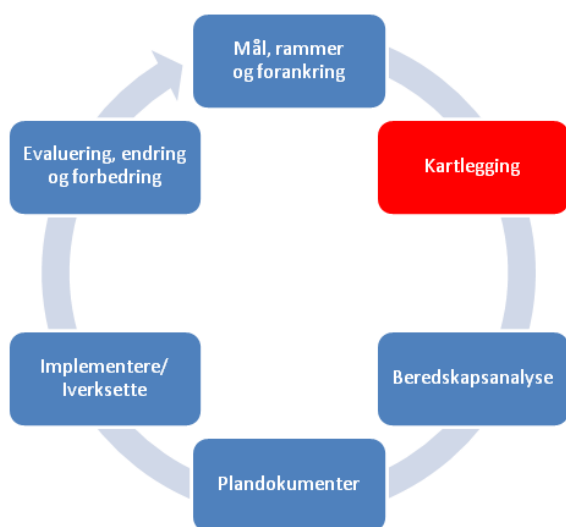 Mål, rammer
og forankring
Kartlegging
Beredskapsanalyse
Plandokumenter
Implementere/
Iverksette
Evaluering, endring
og forbedring